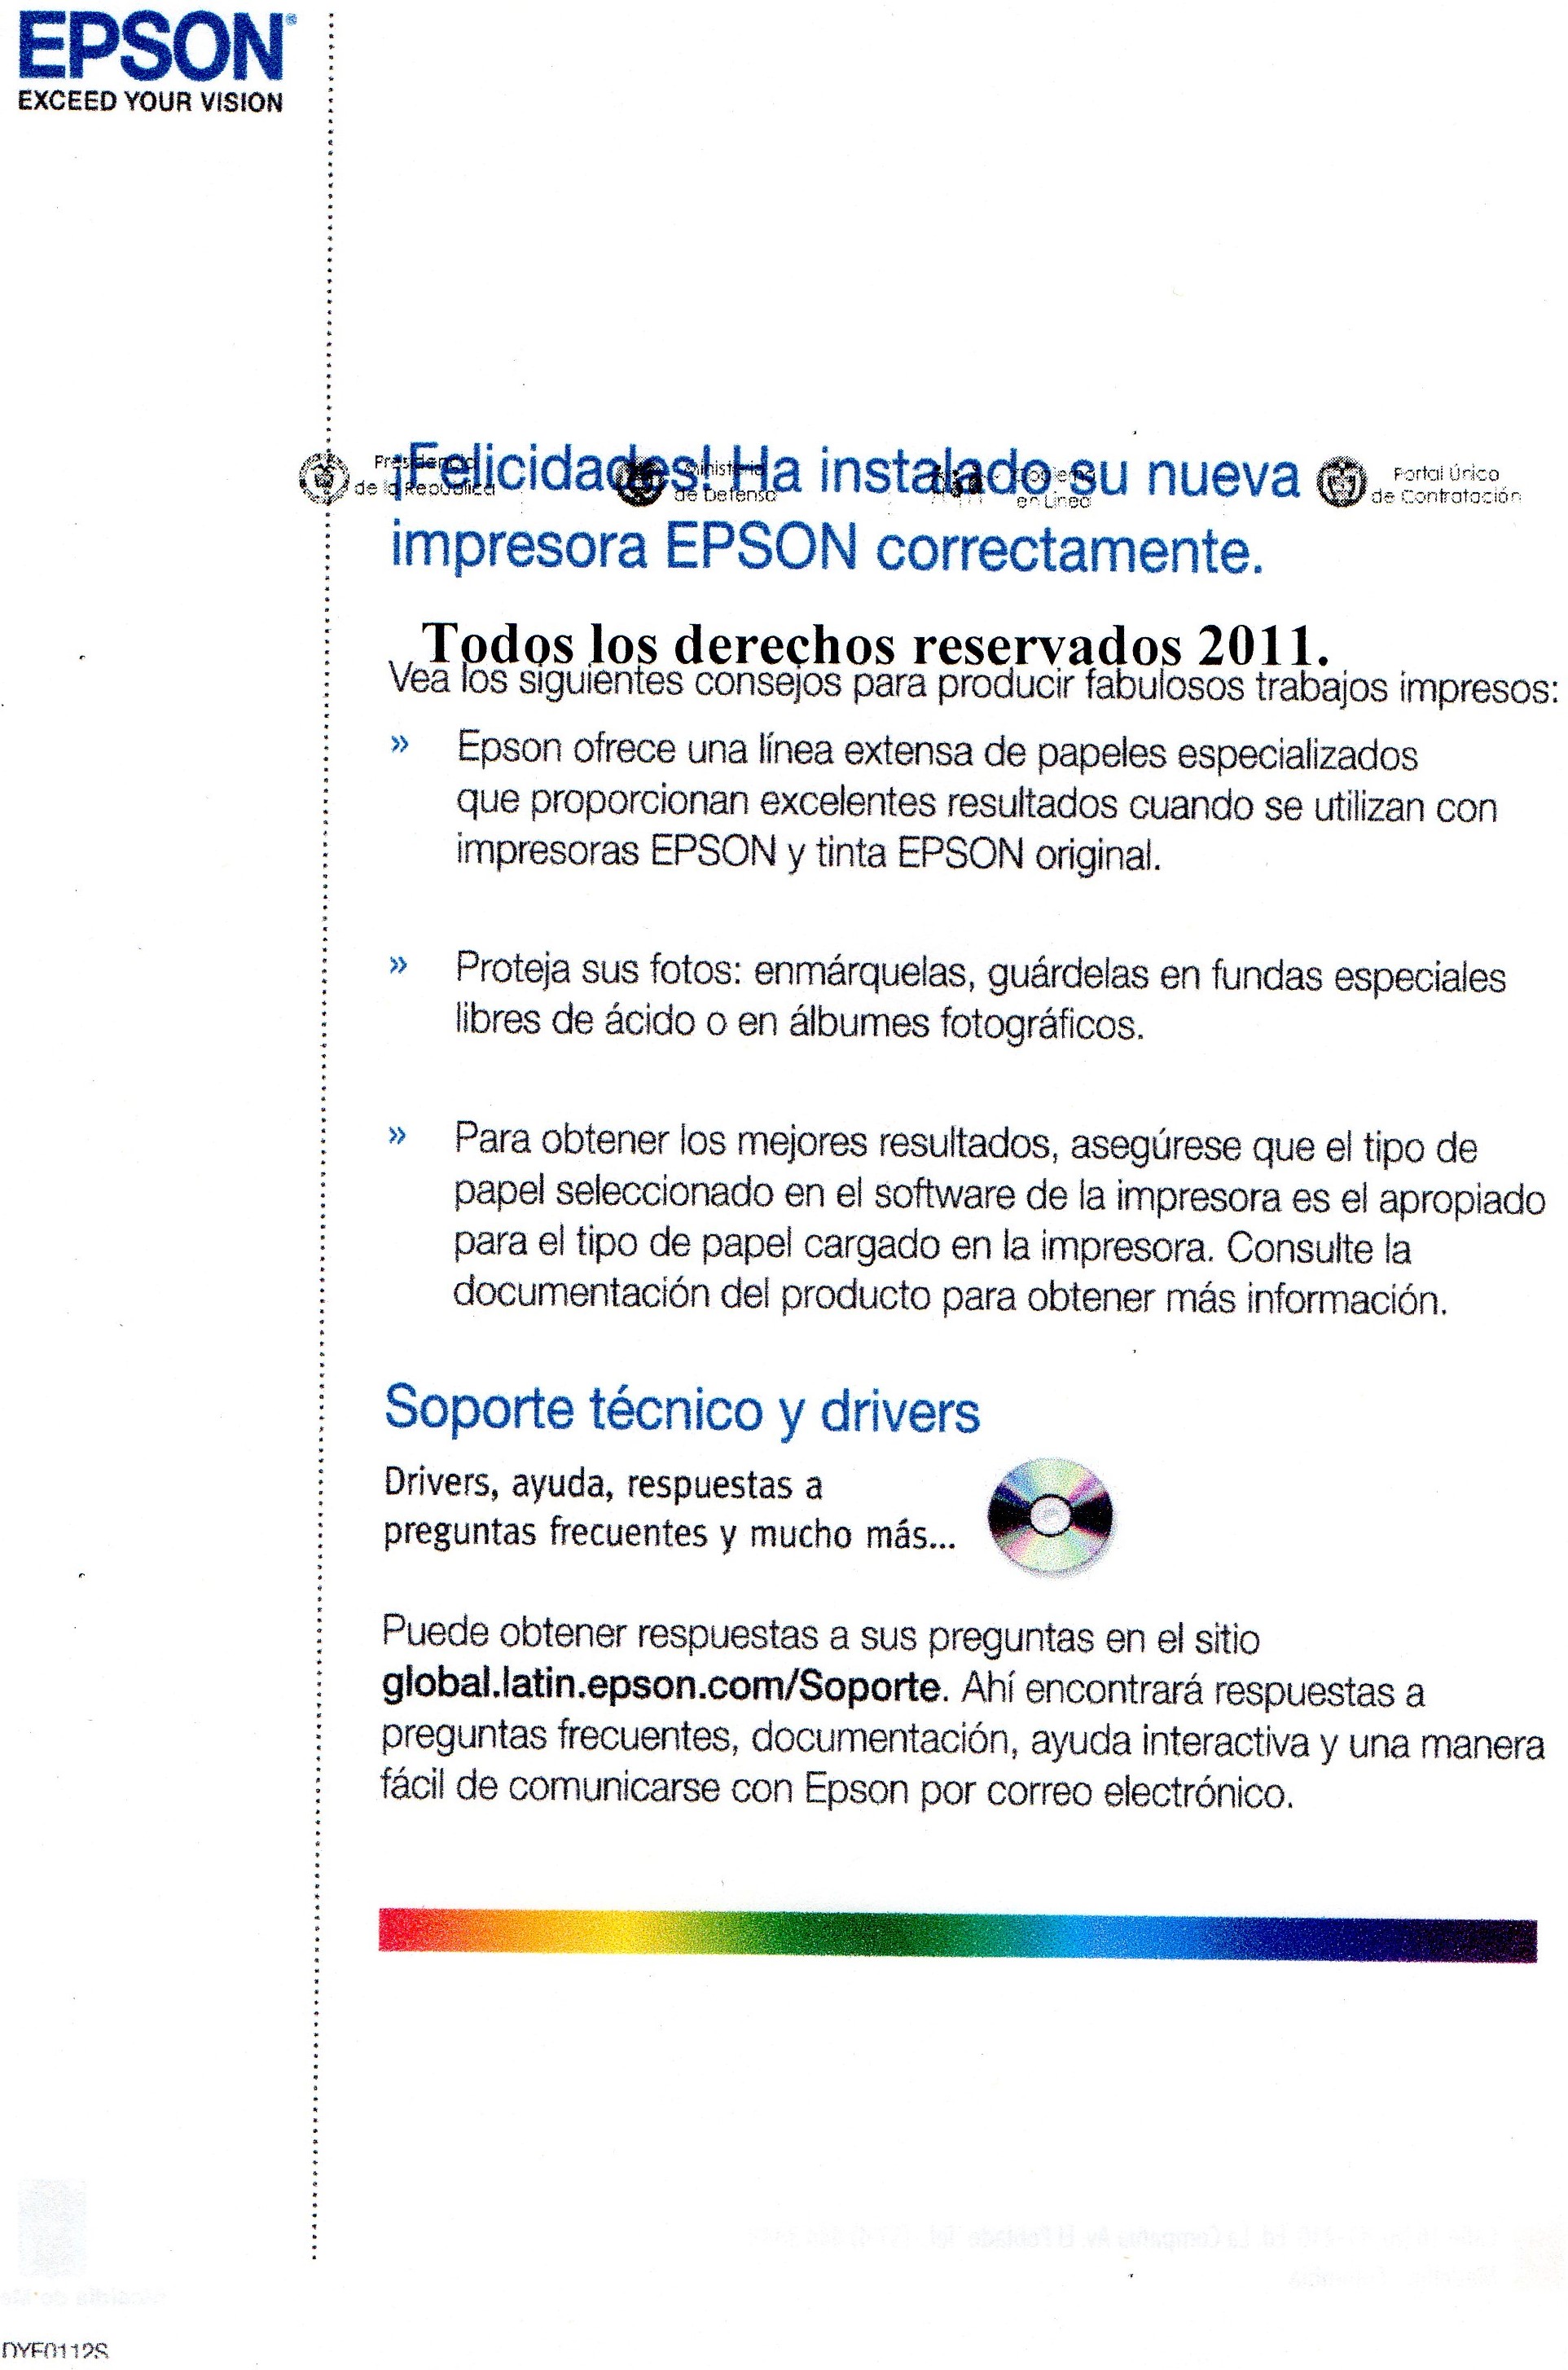 EPSON
EXCEED YOUR VISION
¡Felicidades! Ha instalado su nueva
Presidencia
de la República
Ministerio
de Defensa
Gobierno
en Línea
Portal Único
de Contratación
impresora EPSON correctamente.
Todos los derechos reservados 2011.
Vea los siguientes consejos para producir fabulosos trabajos impresos:
» Epson ofrece una línea extensa de papeles especializados
que proporcionan excelentes resultados cuando se utilizan con
impresoras EPSON y tinta EPSON original.
» Proteja sus fotos: enmárquelas, guárdelas en fundas especiales
libres de ácido o en álbumes fotográficos.
» Para obtener los mejores resultados, asegúrese que el tipo de
papel seleccionado en el software de la impresora es el apropiado
para el tipo de papel cargado en la impresora. Consulte la
documentación del producto para obtener más información.
Soporte técnico y drivers
Drivers, ayuda, respuestas a
preguntas frecuentes y mucho más...
Puede obtener respuestas a sus preguntas en el sitio
global.latin.epson.com/Soporte. Ahí encontrará respuestas a
preguntas frecuentes, documentación, ayuda interactiva y una manera
fácil de comunicarse con Epson por correo electrónico.
DYF0112S